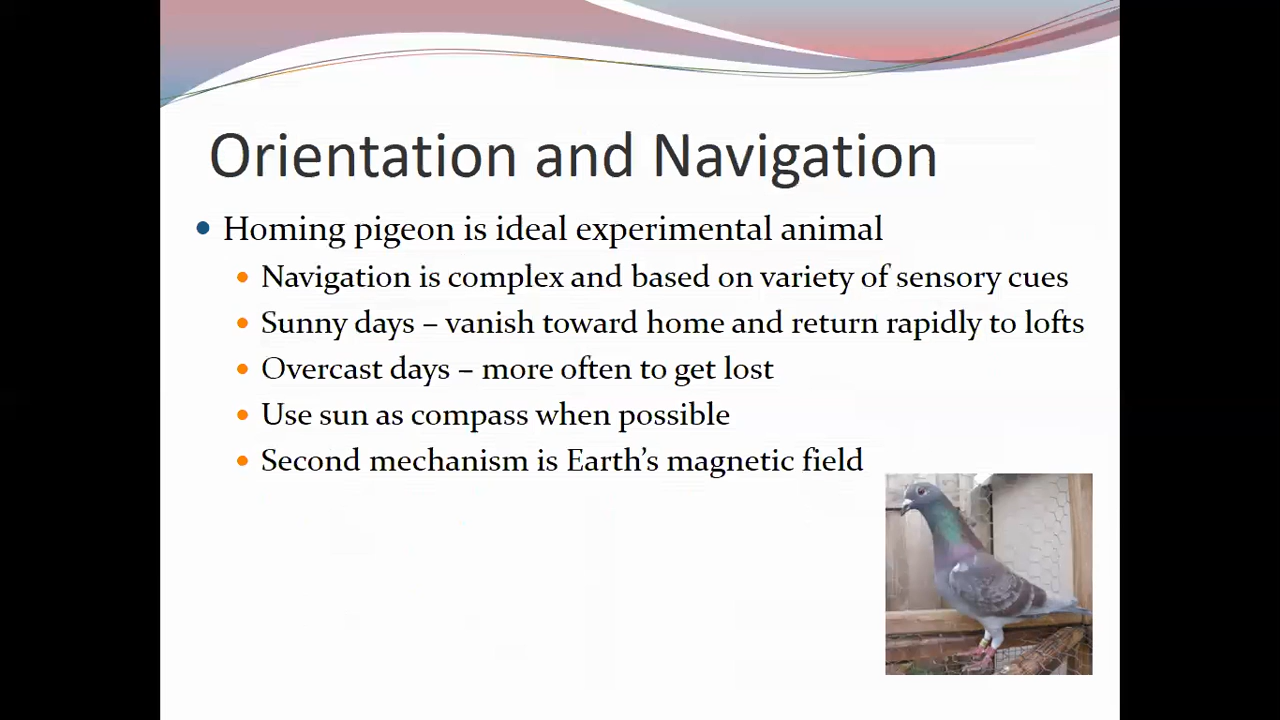 Orientation and Navigation
Homing pigeon is ideal experimental animal
Navigation is complex and based on variety of sensory cues
Sunny days – vanish toward home and return rapidly to lofts
Overcast days – more often to get lost
Use sun as compass when possible
Second mechanism is Earth’s magnetic field